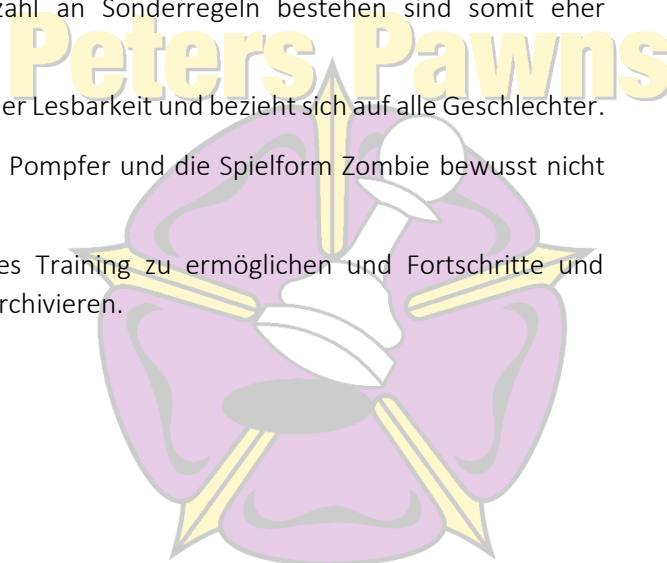 zahl an Sonderregeln bestehen sind somit eher
Peters Pawns
er Lesbarkeit und bezieht sich auf alle Geschlechter.
Pompfer und die Spielform Zombie bewusst nicht
es Training zu ermöglichen und Fortschritte und
rchivieren.